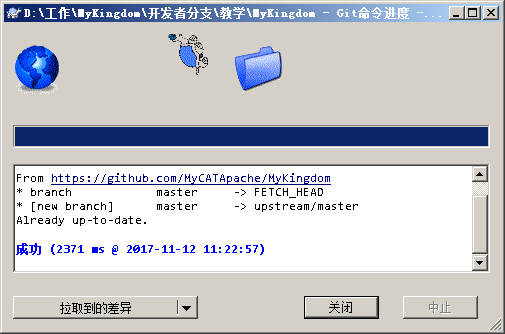 D:\工作\MyKingdom\开发者分支\教学\MyKingdom - Git命令进度 -...
From https://github.com/MyCATApache/MyKingdom
* branch            master     -> FETCH_HEAD
* [new branch]      master     -> upstream/master
Already up-to-date.
成功 (2371 ms @ 2017-11-12 11:22:57)
拉取到的差异 关闭 中止